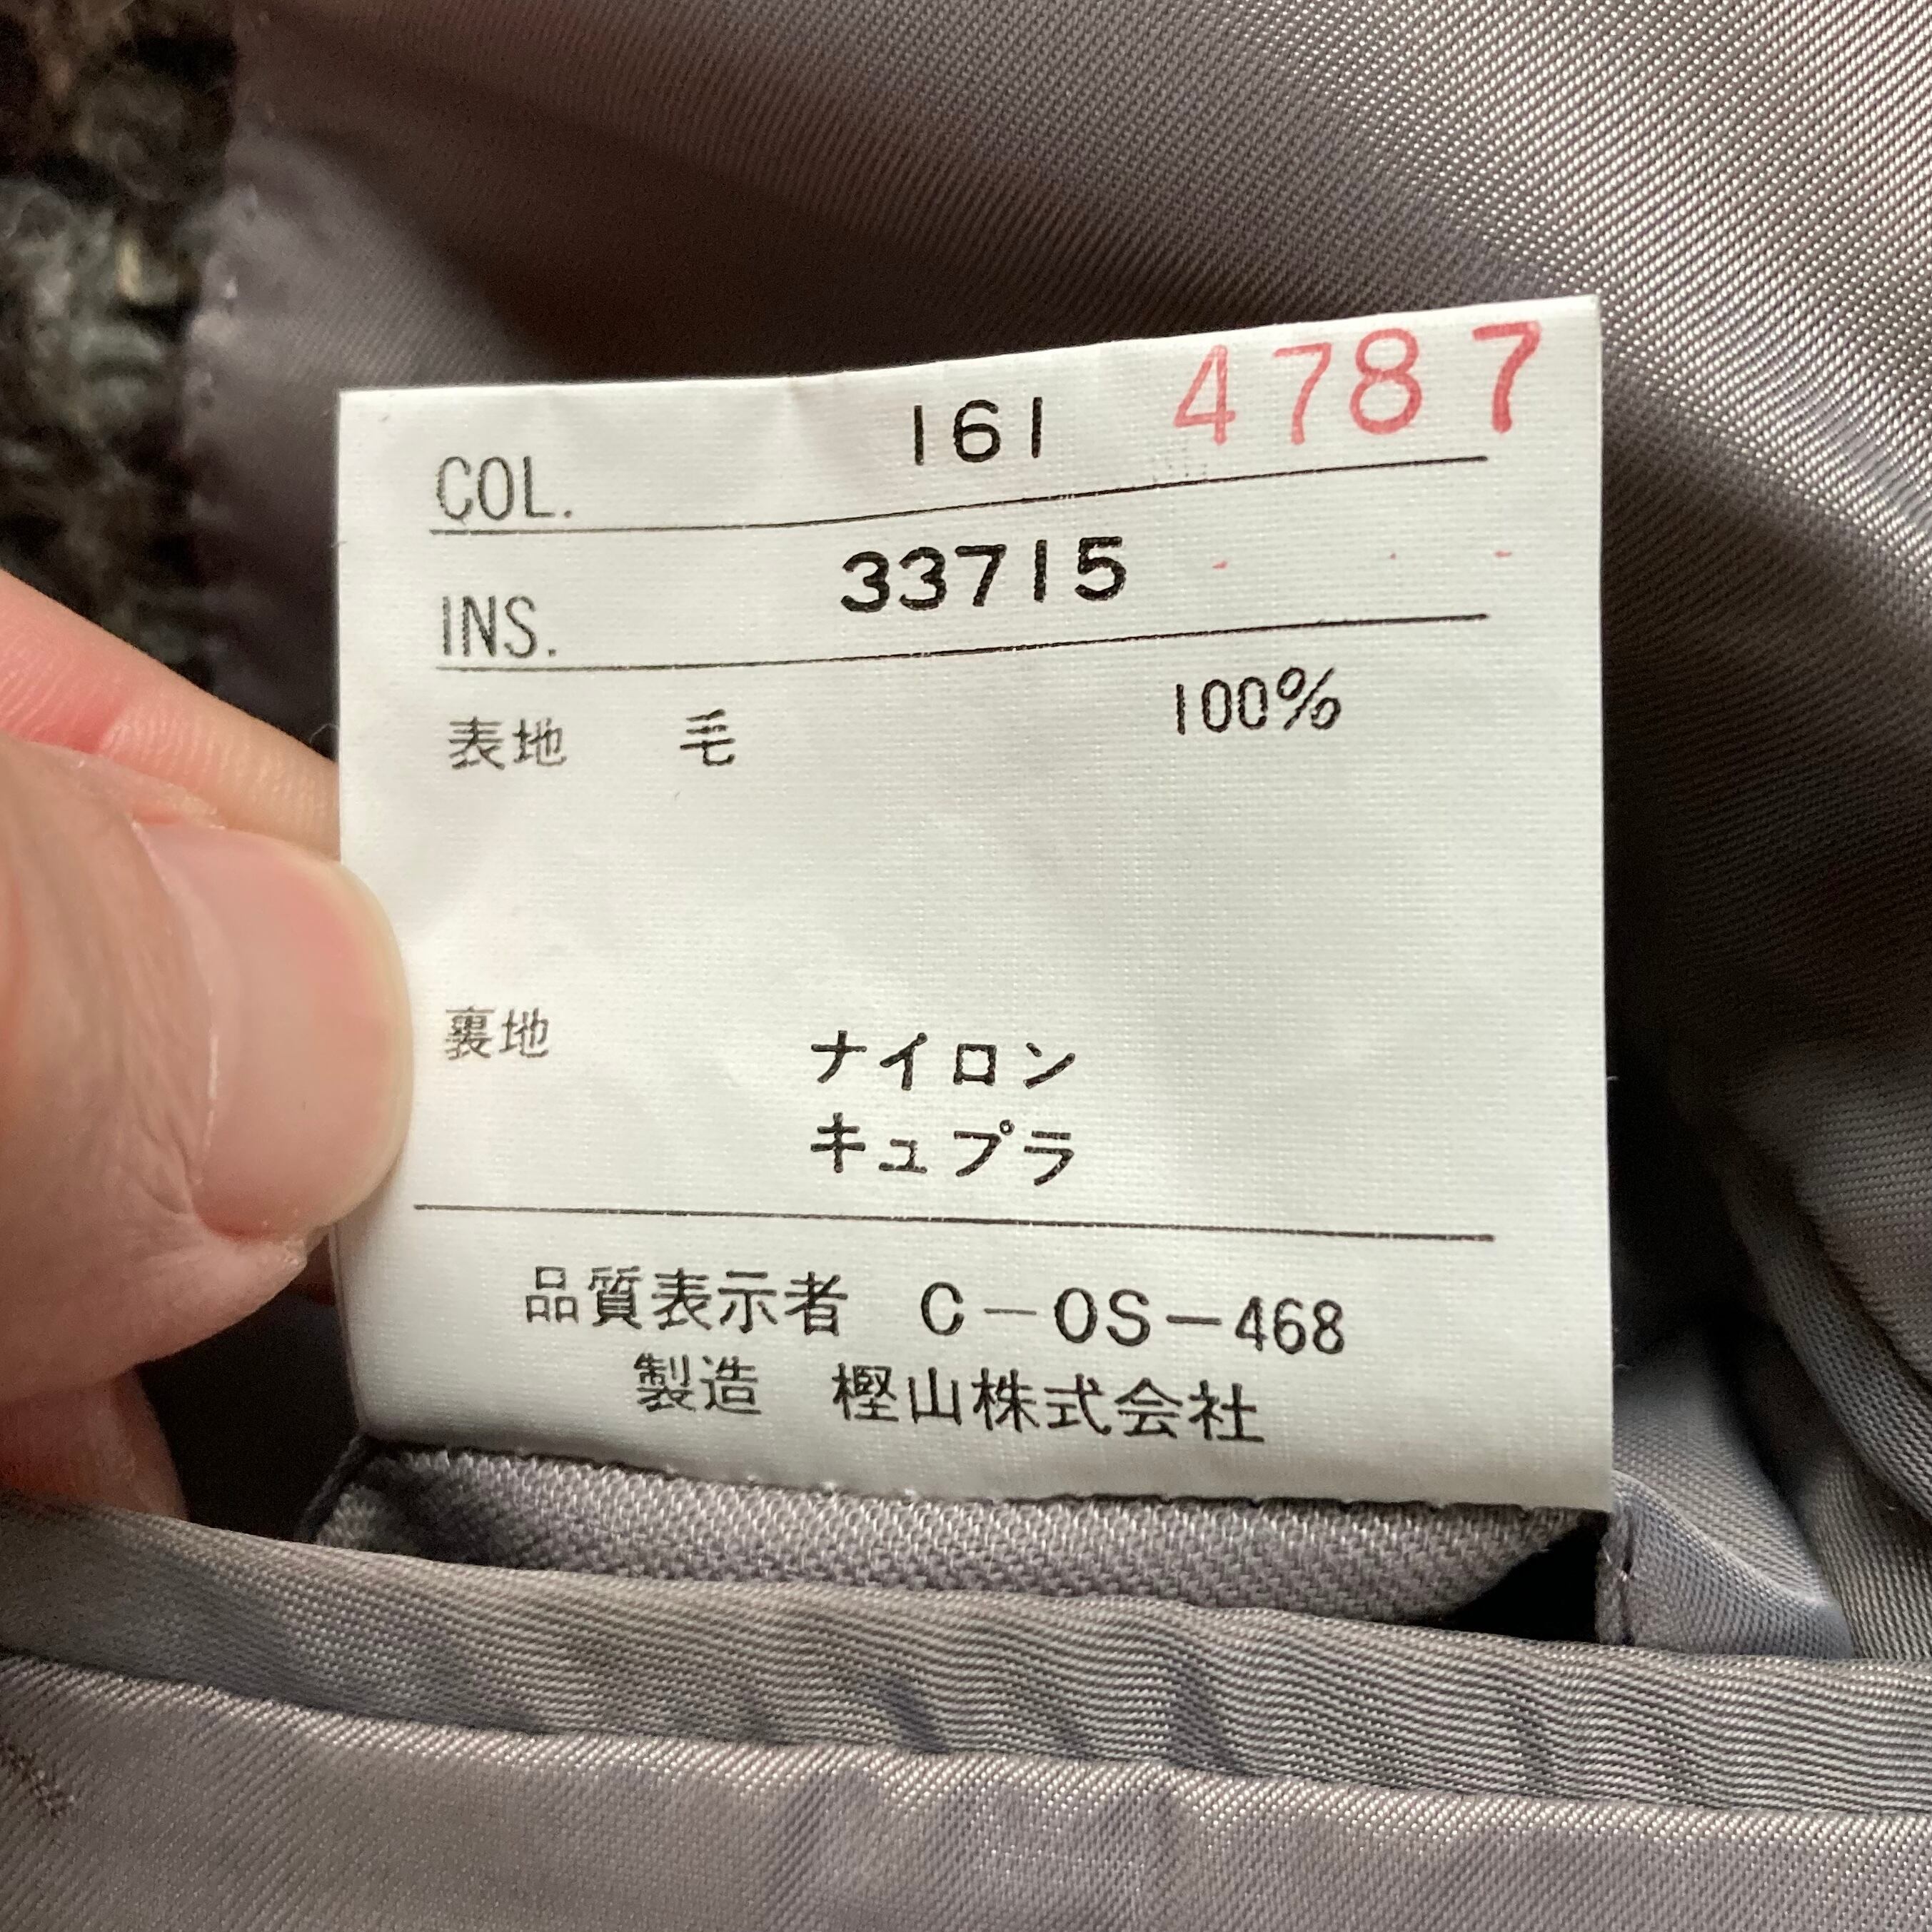 COL. 161 4787
INS. 33715
表地 毛 100%
裏地 ナイロン
キュプラ
品質表示者 C-OS-468
製造 樫山株式会社